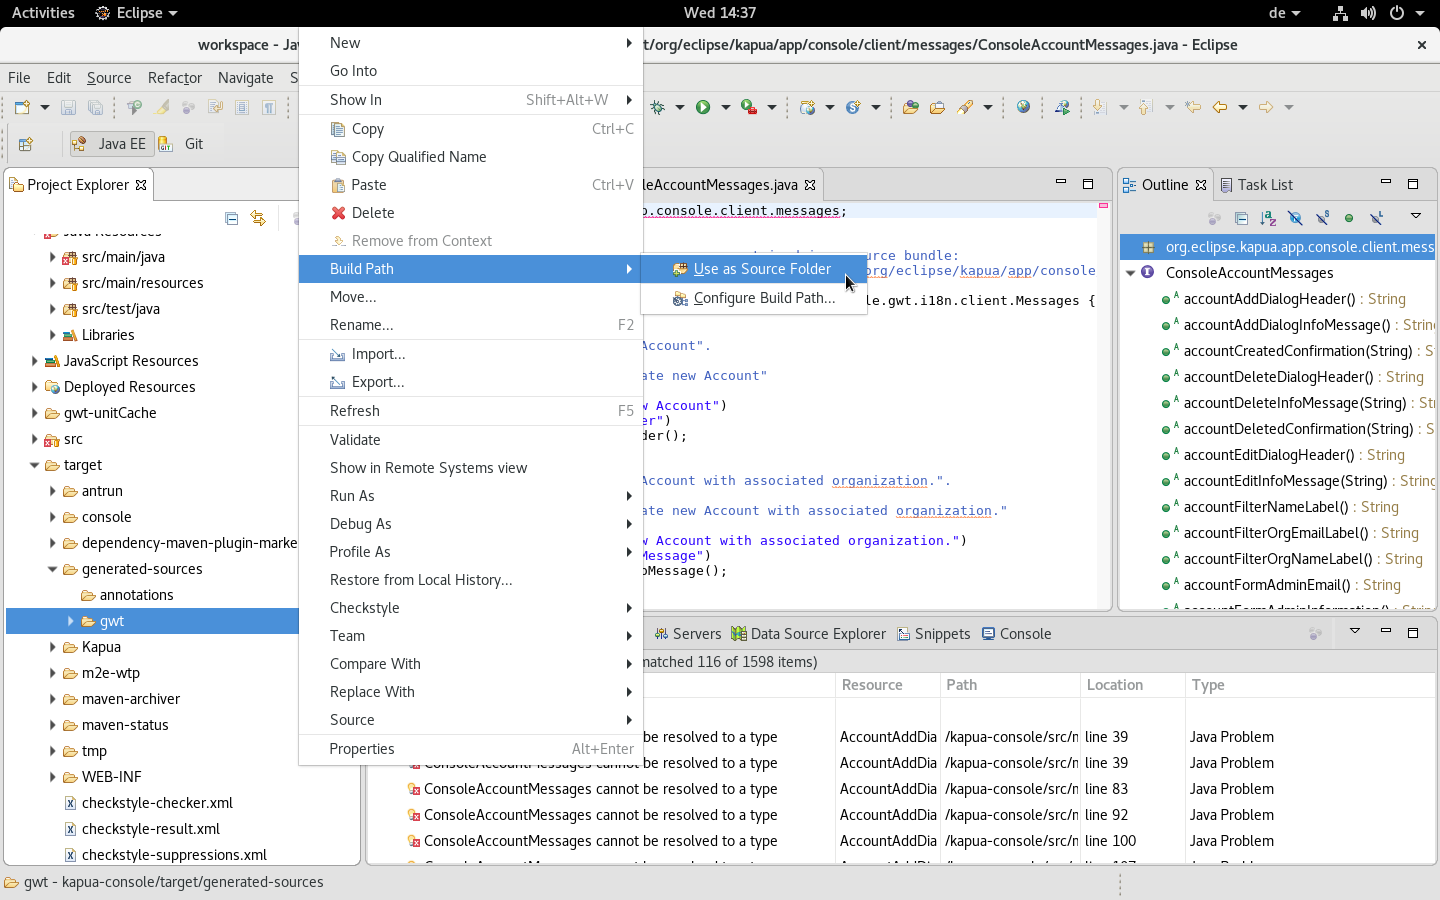 Activities Eclipse Wed 14:37 de
workspace - Jav t/org/eclipse/kapua/app/console/client/messages/ConsoleAccountMessages.java - Eclipse
File Edit Source Refactor Navigate S
Java EE Git
Project Explorer
src/main/java
src/main/resources
src/test/java
Libraries
JavaScript Resources
Deployed Resources
gwt-unitCache
src
target
antrun
console
dependency-maven-plugin-marke
generated-sources
annotations
gwt
Kapua
m2e-wtp
maven-archiver
maven-status
tmp
WEB-INF
checkstyle-checker.xml
checkstyle-result.xml
checkstyle-suppressions.xml
New
Go Into
Show In Shift+Alt+W
Copy Ctrl+C
Copy Qualified Name
Paste Ctrl+V
Delete
Remove from Context
Build Path
Move...
Rename... F2
Import...
Export...
Refresh F5
Validate
Show in Remote Systems view
Run As
Debug As
Profile As
Restore from Local History...
Checkstyle
Team
Compare With
Replace With
Source
Properties Alt+Enter
Use as Source Folder
Configure Build Path...
leAccountMessages.java
o.console.client.messages;
urce bundle:
org/eclipse/kapua/app/console
le.gwt.i18n.client.Messages {
Account".
ate new Account"
w Account")
er")
der();
Account with associated organization.".
ate new Account with associated organization."
w Account with associated organization.")
Message")
oMessage();
Outline Task List
org.eclipse.kapua.app.console.client.mess
ConsoleAccountMessages
accountAddDialogHeader() : String
accountAddDialogInfoMessage() : String
accountCreatedConfirmation(String) : S
accountDeleteDialogHeader() : String
accountDeleteInfoMessage(String) : Str
accountDeletedConfirmation(String) : S
accountEditDialogHeader() : String
accountEditInfoMessage(String) : String
accountFilterNameLabel() : String
accountFilterOrgEmailLabel() : String
accountFilterOrgNameLabel() : String
accountFormAdminEmail() : String
Servers Data Source Explorer Snippets Console
matched 116 of 1598 items)
Resource Path Location Type
be resolved to a type AccountAddDia /kapua-console/src/m line 39 Java Problem
ConsoleAccountMessages cannot be resolved to a type AccountAddDia /kapua-console/src/m line 39 Java Problem
ConsoleAccountMessages cannot be resolved to a type AccountAddDia /kapua-console/src/m line 83 Java Problem
ConsoleAccountMessages cannot be resolved to a type AccountAddDia /kapua-console/src/m line 92 Java Problem
ConsoleAccountMessages cannot be resolved to a type AccountAddDia /kapua-console/src/m line 100 Java Problem
gwt - kapua-console/target/generated-sources